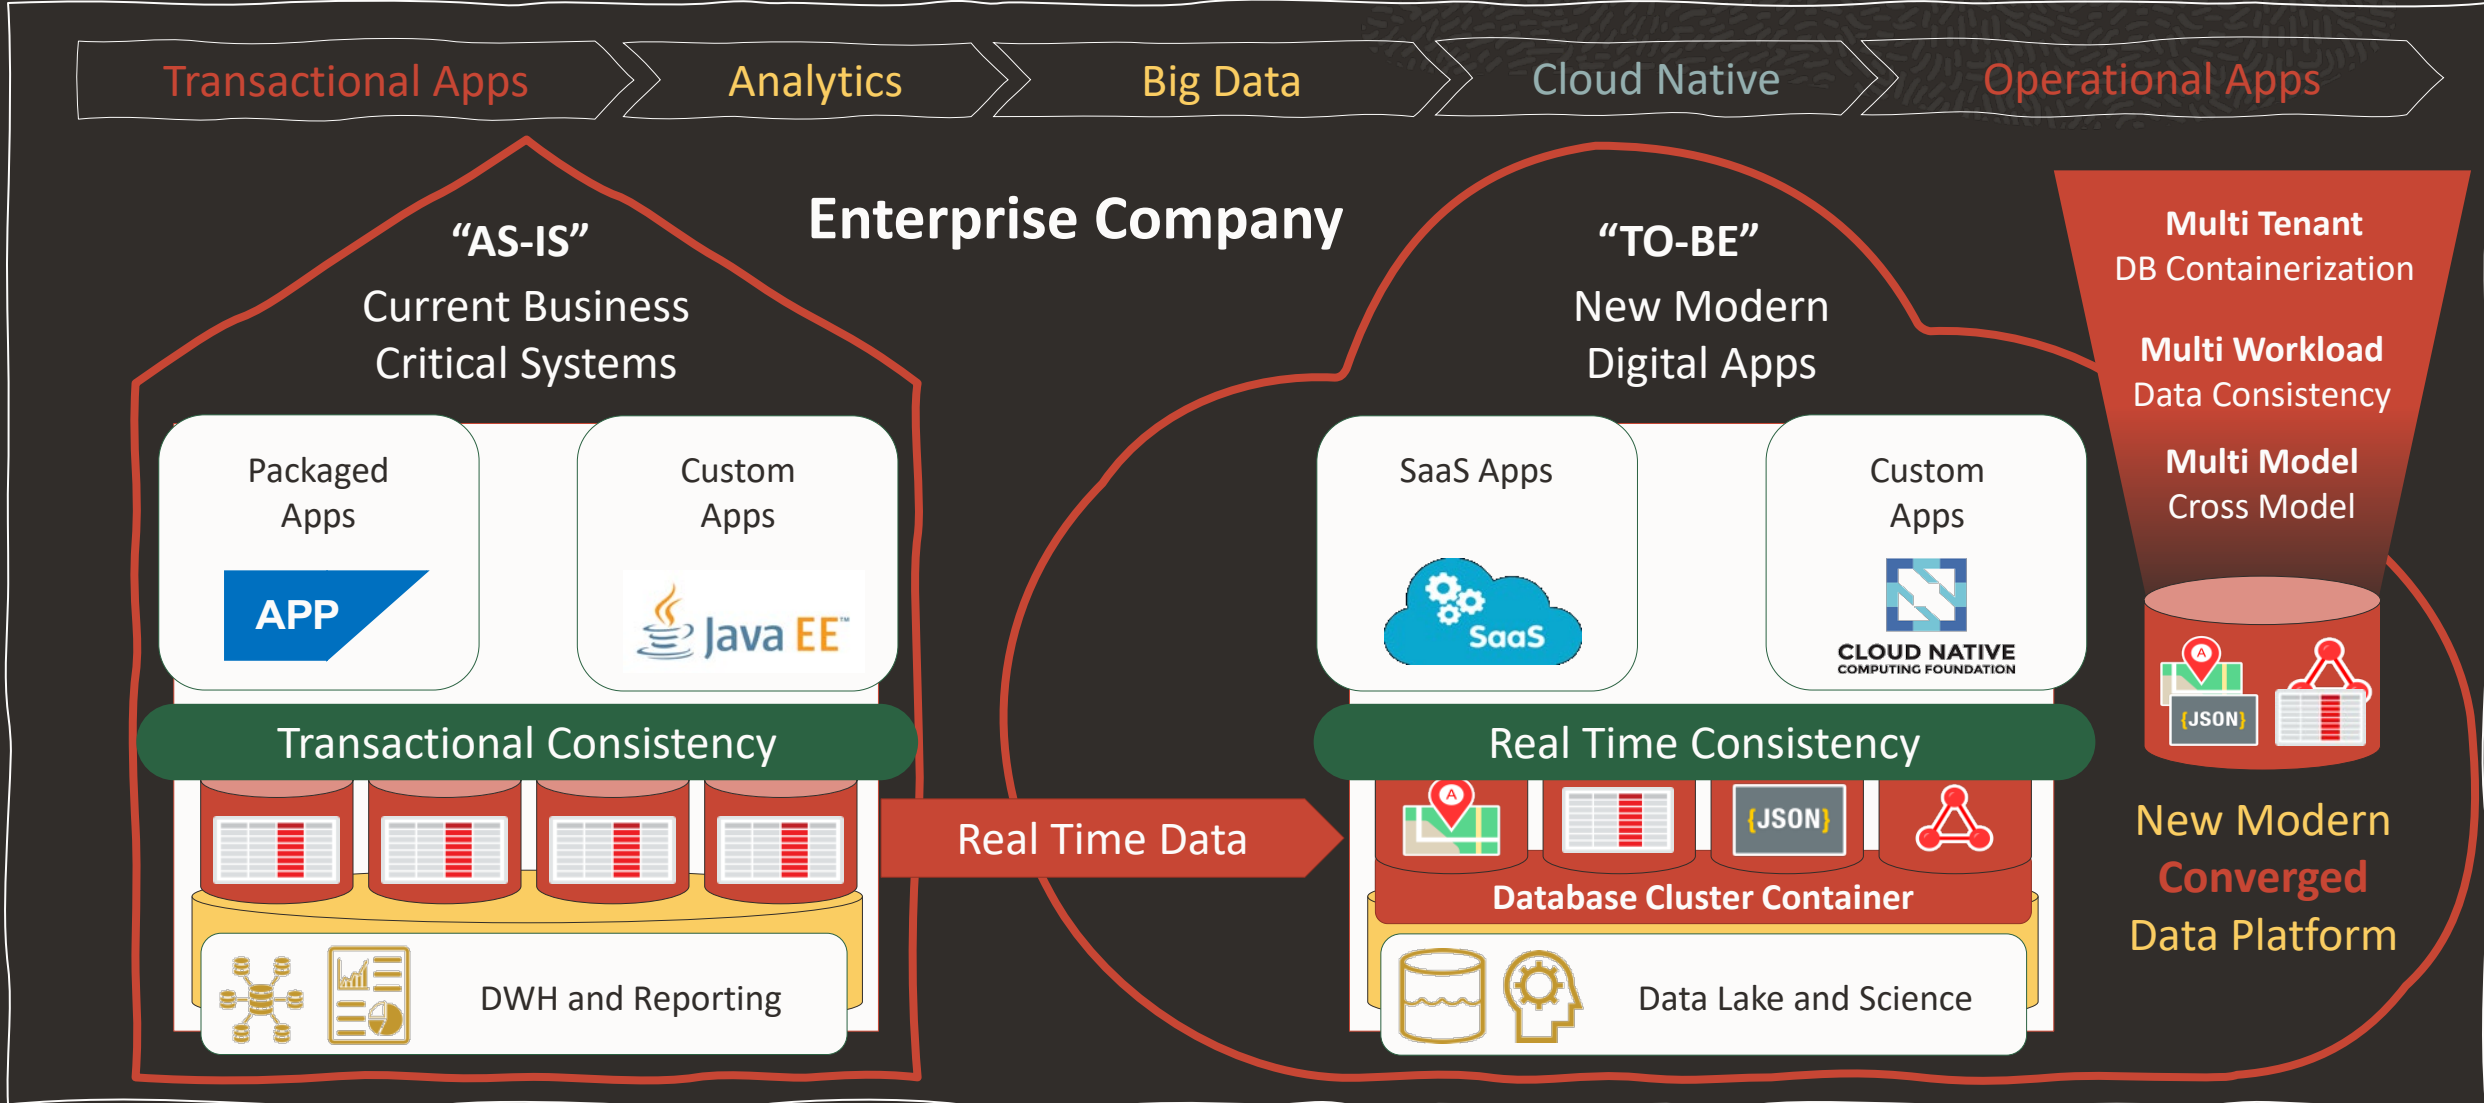 Transactional Apps
Analytics
Big Data
Cloud Native
Operational Apps
Enterprise Company
“AS-IS”
Current Business
Critical Systems
Packaged
Apps
APP
Custom
Apps
Java EE™
Transactional Consistency
DWH and Reporting
Real Time Data
“TO-BE”
New Modern
Digital Apps
SaaS Apps
SaaS
Custom
Apps
CLOUD NATIVE
COMPUTING FOUNDATION
Real Time Consistency
A
{JSON}
Database Cluster Container
Data Lake and Science
Multi Tenant
DB Containerization
Multi Workload
Data Consistency
Multi Model
Cross Model
A
{JSON}
New Modern
Converged
Data Platform